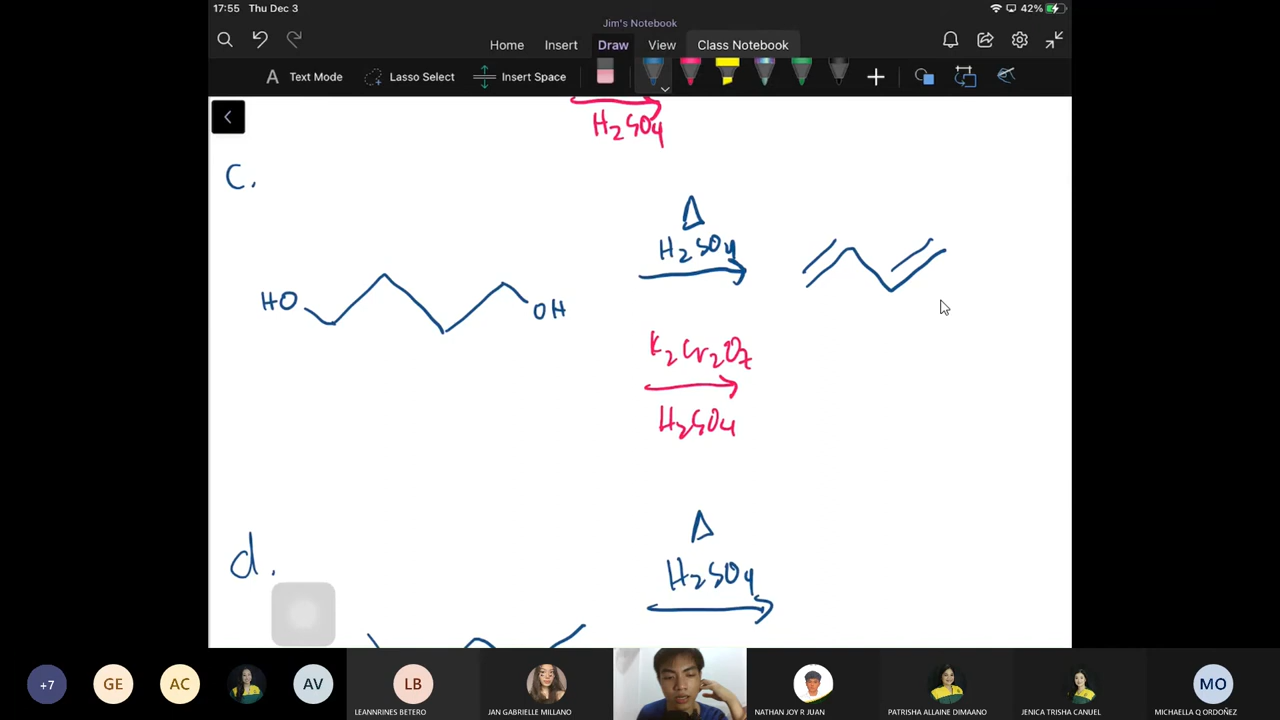 17:55 Thu Dec 3
42%
Jim's Notebook
Home Insert Draw View Class Notebook
A Text Mode Lasso Select Insert Space
H₂SO₄
C.
Δ
H₂SO₄
HO
OH
K₂Cr₂O₇
H₂SO₄
Δ
d.
H₂SO₄
+7 GE AC AV LB MO
LEANNRINES BETERO JAN GABRIELLE MILLANO NATHAN JOY R JUAN PATRISHA ALLAINE DIMAANO JENICA TRISHA CANUEL MICHAELLA Q ORDOÑEZ